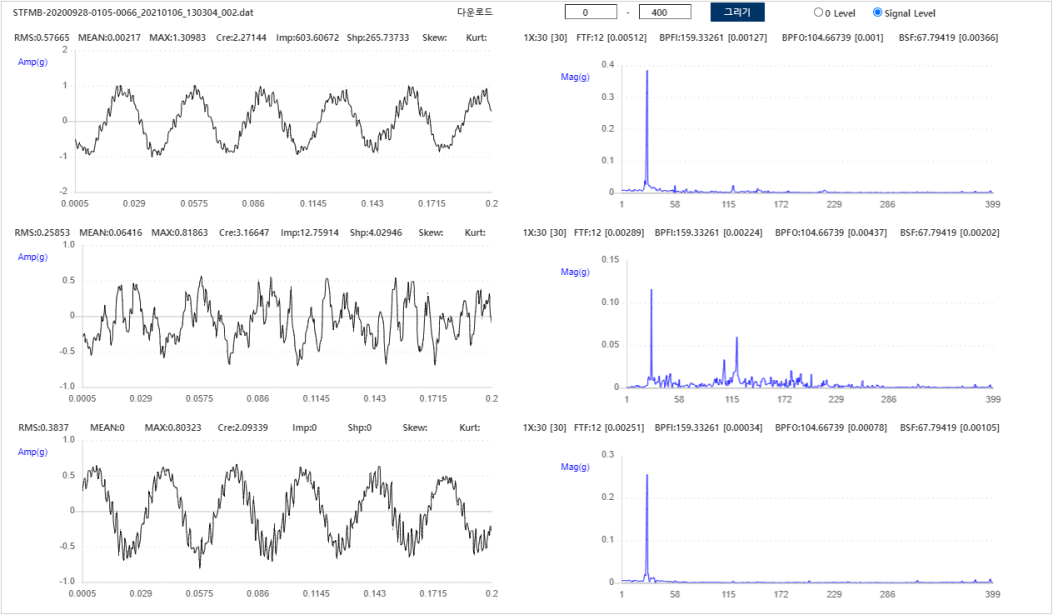 STFMB-20200928-0105-0066_20210106_130304_002.dat 다운로드 0 - 400 그리기 0 Level Signal Level
RMS:0.57665 MEAN:0.00217 MAX:1.30983 Cre:2.27144 Imp:603.60672 Shp:265.73733 Skew: Kurt:
1X:30 [30] FTF:12 [0.00512] BPFI:159.33261 [0.00127] BPFO:104.66739 [0.001] BSF:67.79419 [0.00366]
Amp(g)
2
1
0
-1
-2
0.0005 0.029 0.0575 0.086 0.1145 0.143 0.1715 0.2
Mag(g)
0.4
0.3
0.2
0.1
0
1 58 115 172 229 286 399
RMS:0.25853 MEAN:0.06416 MAX:0.81863 Cre:3.16647 Imp:12.75914 Shp:4.02946 Skew: Kurt:
1X:30 [30] FTF:12 [0.00289] BPFI:159.33261 [0.00224] BPFO:104.66739 [0.00437] BSF:67.79419 [0.00202]
Amp(g)
1.0
0.5
0
-0.5
-1.0
0.0005 0.029 0.0575 0.086 0.1145 0.143 0.1715 0.2
Mag(g)
0.15
0.10
0.05
0
1 58 115 172 229 286 399
RMS:0.3837 MEAN:0 MAX:0.80323 Cre:2.09339 Imp:0 Shp:0 Skew: Kurt:
1X:30 [30] FTF:12 [0.00251] BPFI:159.33261 [0.00034] BPFO:104.66739 [0.00078] BSF:67.79419 [0.00105]
Amp(g)
1.0
0.5
0
-0.5
-1.0
0.0005 0.029 0.0575 0.086 0.1145 0.143 0.1715 0.2
Mag(g)
0.3
0.2
0.1
0
1 58 115 172 229 286 399